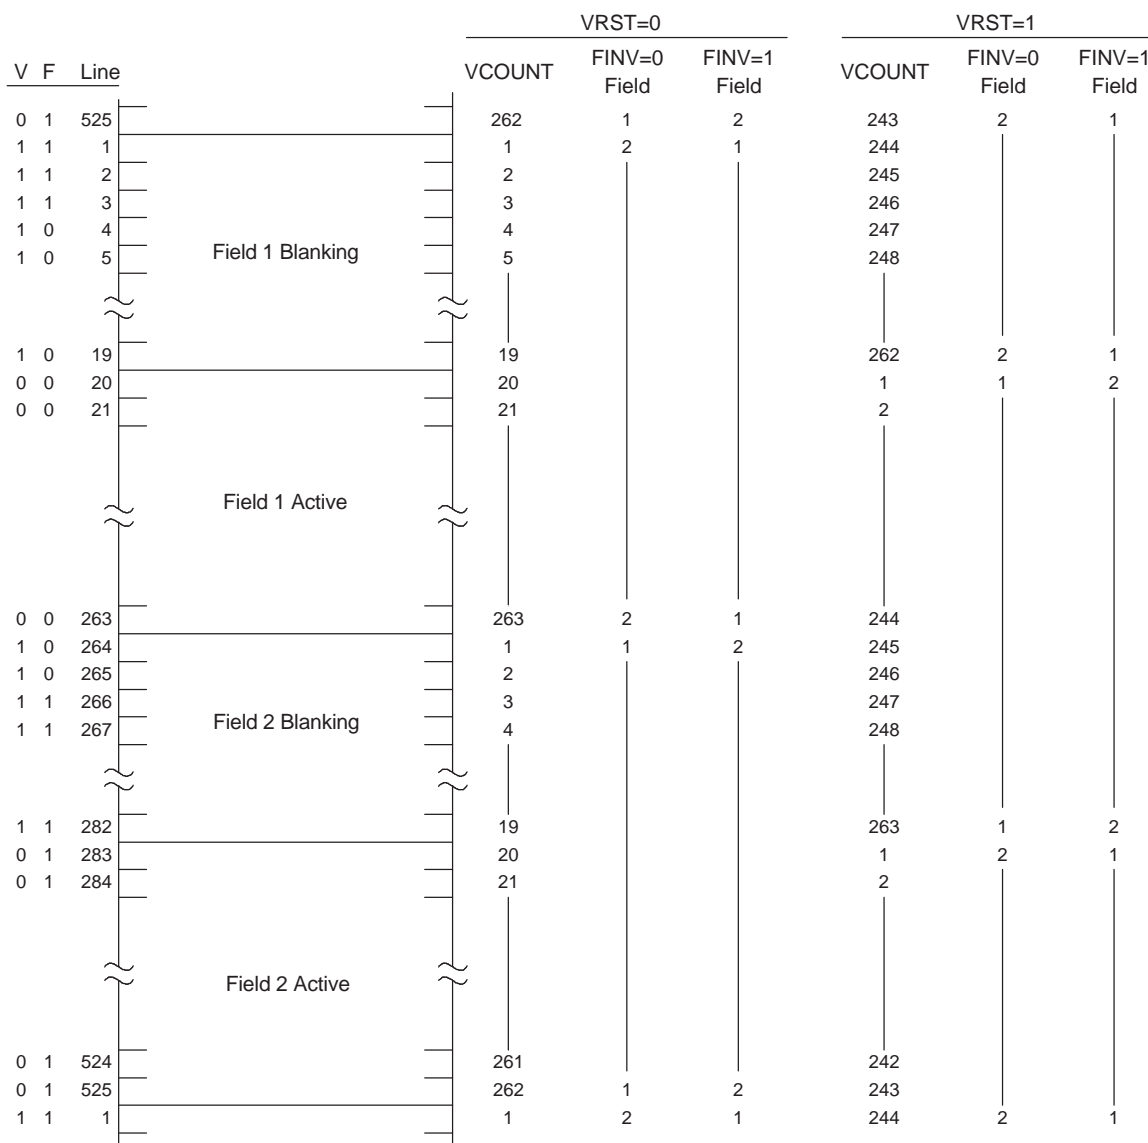 VRST=0 VRST=1
V F Line VCOUNT FINV=0 Field FINV=1 Field VCOUNT FINV=0 Field FINV=1 Field
0 1 525 262 1 2 243 2 1
1 1 1 1 2 1 244
1 1 2 2 245
1 1 3 3 246
1 0 4 4 247
Field 1 Blanking
1 0 5 5 248
1 0 19 19 262 2 1
0 0 20 20 1 1 2
0 0 21 21 2
Field 1 Active
0 0 263 263 2 1 244
1 0 264 1 1 2 245
1 0 265 2 246
1 1 266 3 247
Field 2 Blanking
1 1 267 4 248
1 1 282 19 263 1 2
0 1 283 20 1 2 1
0 1 284 21 2
Field 2 Active
0 1 524 261 242
0 1 525 262 1 2 243
1 1 1 1 2 1 244 2 1